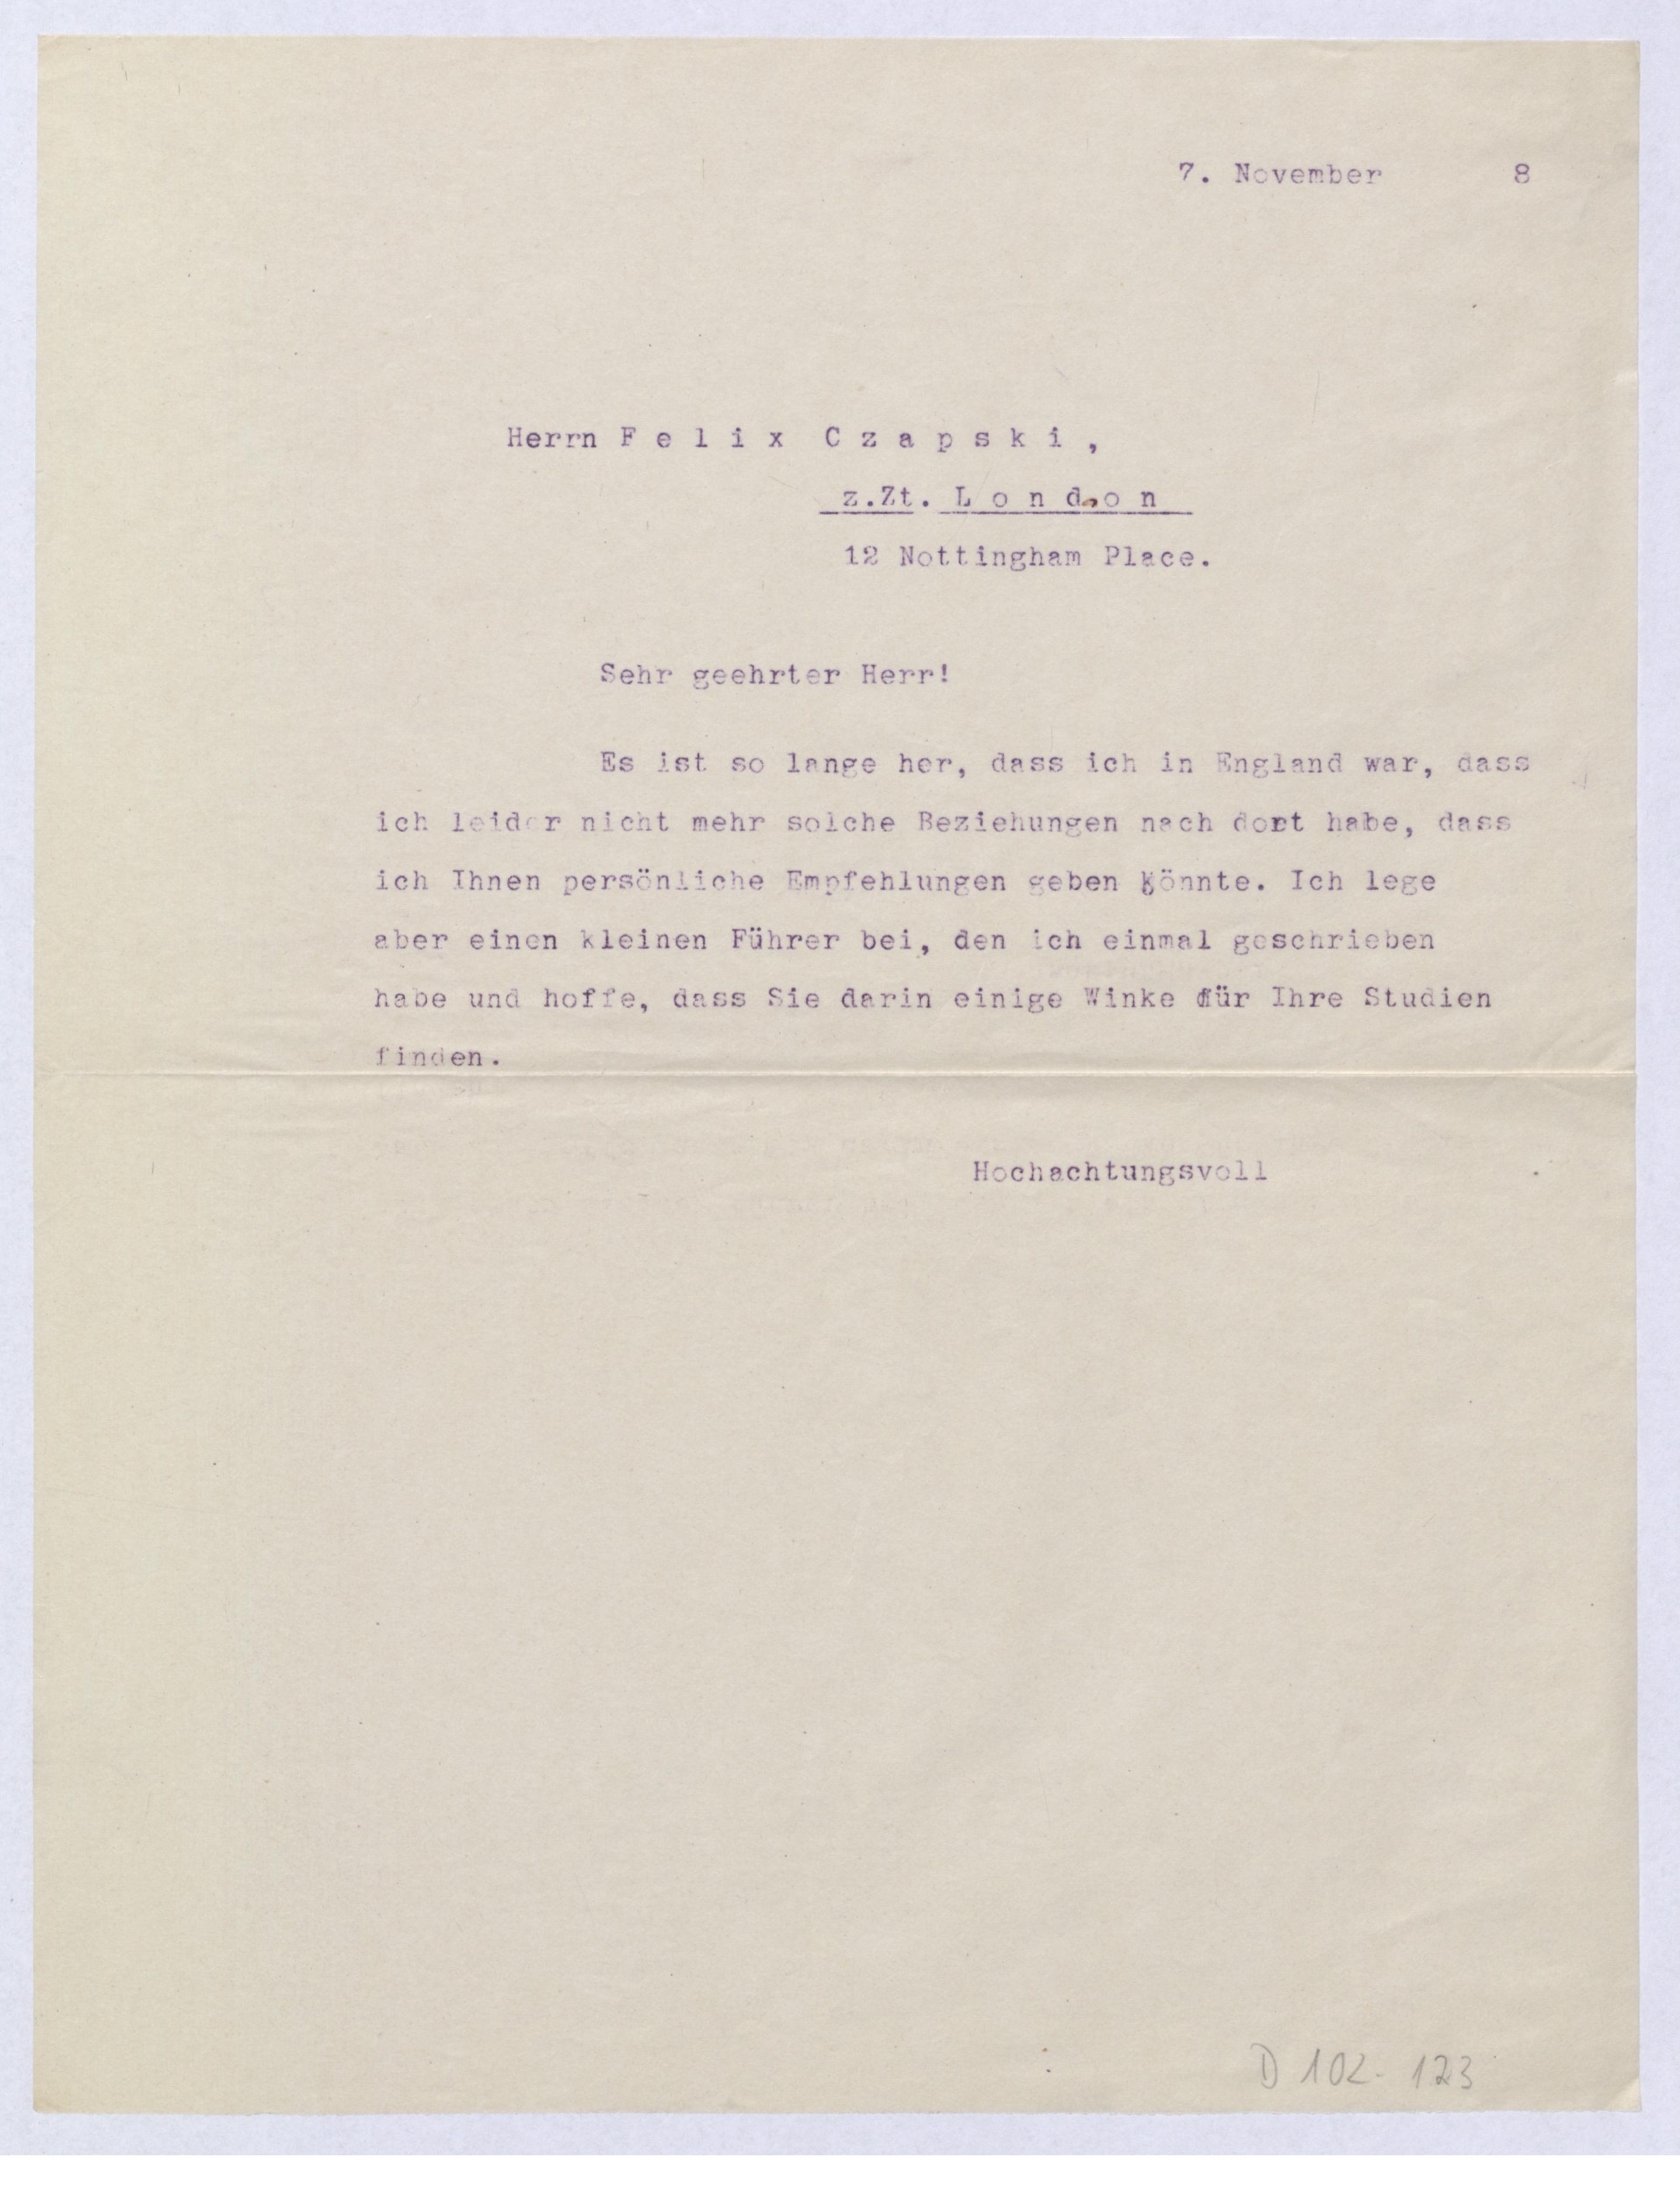 7. November 8
Herrn F e l i x C z a p s k i ,
z.Zt. L o n d o n
12 Nottingham Place.
Sehr geehrter Herr!
Es ist so lange her, dass ich in England war, dass
ich leider nicht mehr solche Beziehungen nach dort habe, dass
ich Ihnen persönliche Empfehlungen geben könnte. Ich lege
aber einen kleinen Führer bei, den ich einmal geschrieben
habe und hoffe, dass Sie darin einige Winke für Ihre Studien
finden.
Hochachtungsvoll
D 102-123